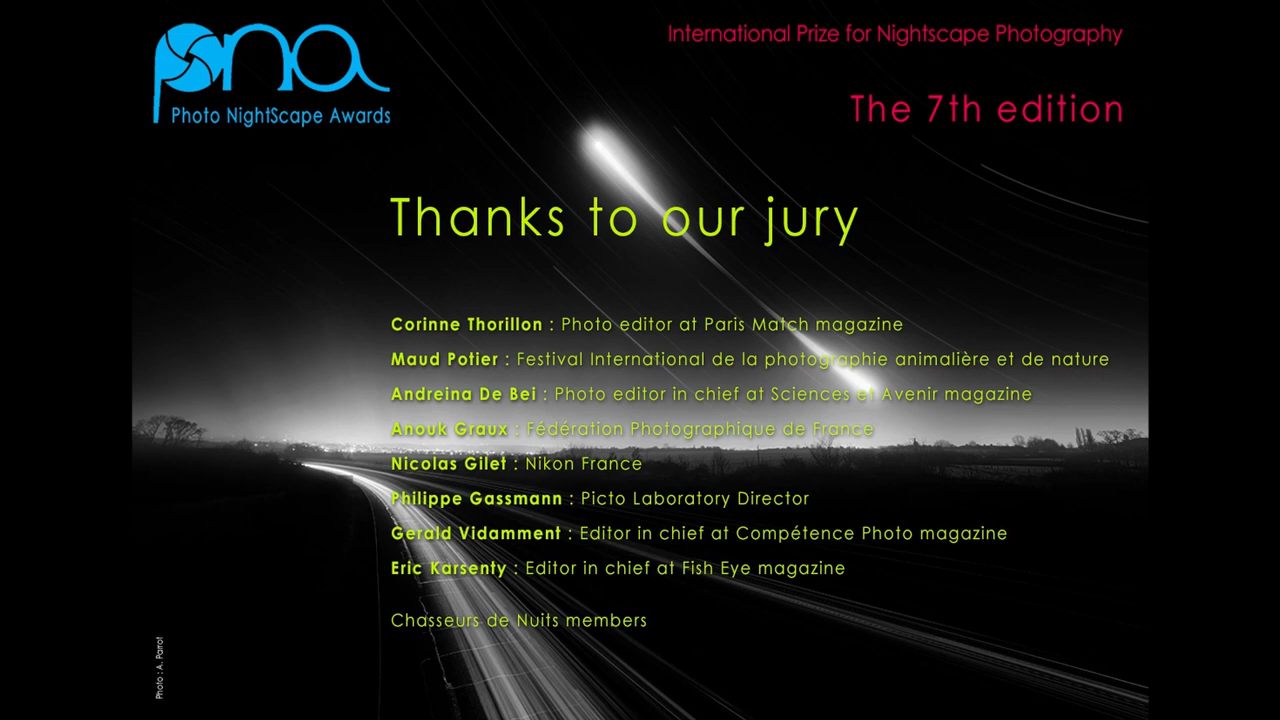 pna
Photo NightScape Awards
International Prize for Nightscape Photography
The 7th edition
Thanks to our jury
Corinne Thorillon : Photo editor at Paris Match magazine
Maud Potier : Festival International de la photographie animalière et de nature
Andreina De Bei : Photo editor in chief at Sciences et Avenir magazine
Anouk Graux : Fédération Photographique de France
Nicolas Gilet : Nikon France
Philippe Gassmann : Picto Laboratory Director
Gerald Vidamment : Editor in chief at Compétence Photo magazine
Eric Karsenty : Editor in chief at Fish Eye magazine
Chasseurs de Nuits members
Photo : A. Parrot